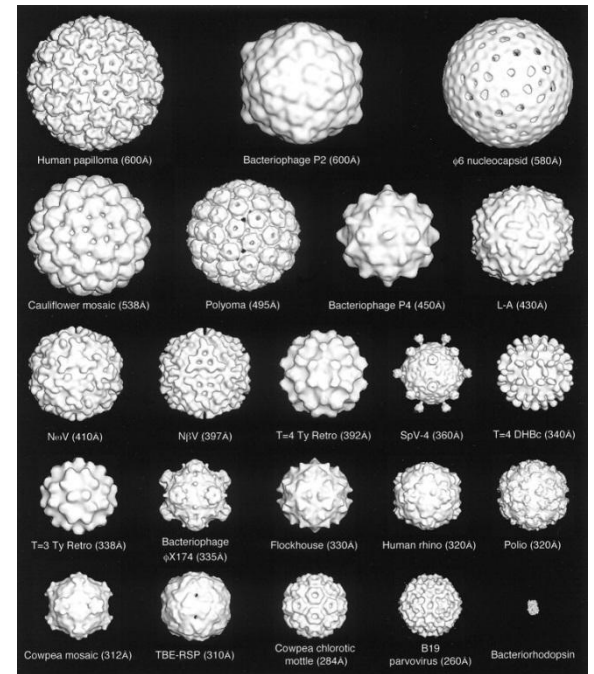 Human papilloma (600Å)
Bacteriophage P2 (600Å)
φ6 nucleocapsid (580Å)
Cauliflower mosaic (538Å)
Polyoma (495Å)
Bacteriophage P4 (450Å)
L-A (430Å)
NωV (410Å)
NβV (397Å)
T=4 Ty Retro (392Å)
SpV-4 (360Å)
T=4 DHBc (340Å)
T=3 Ty Retro (338Å)
Bacteriophage
φX174 (335Å)
Flockhouse (330Å)
Human rhino (320Å)
Polio (320Å)
Cowpea mosaic (312Å)
TBE-RSP (310Å)
Cowpea chlorotic
mottle (284Å)
B19
parvovirus (260Å)
Bacteriorhodopsin